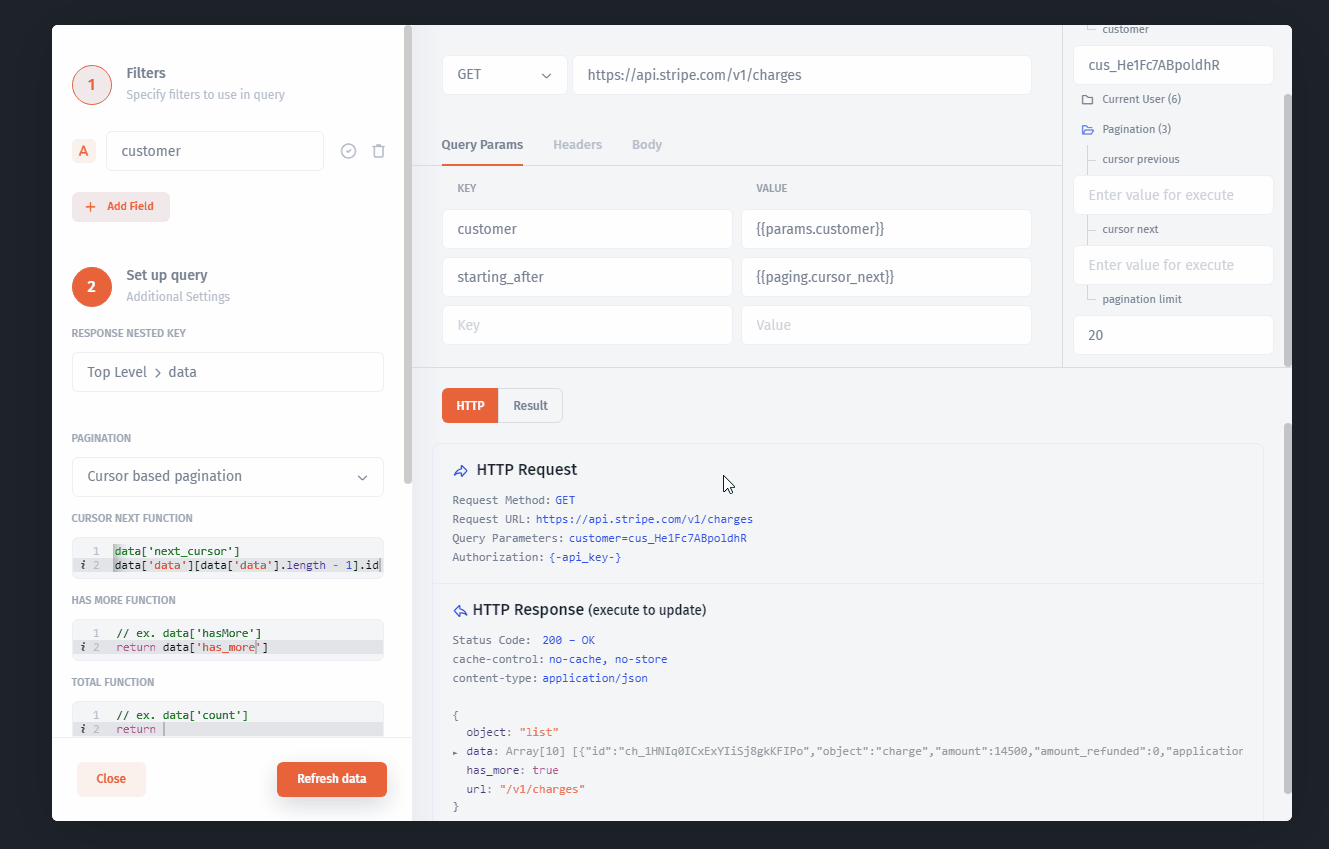 1
Filters
Specify filters to use in query
A
customer
+ Add Field
2
Set up query
Additional Settings
RESPONSE NESTED KEY
Top Level > data
PAGINATION
Cursor based pagination
CURSOR NEXT FUNCTION
1 data['next_cursor']
i 2 data['data'][data['data'].length - 1].id
HAS MORE FUNCTION
1 // ex. data['hasMore']
i 2 return data['has_more']
TOTAL FUNCTION
1 // ex. data['count']
i 2 return
Close
Refresh data
GET
https://api.stripe.com/v1/charges
Query Params Headers Body
KEY VALUE
customer {{params.customer}}
starting_after {{paging.cursor_next}}
Key Value
customer
cus_He1Fc7ABpoldhR
Current User (6)
Pagination (3)
cursor previous
Enter value for execute
cursor next
Enter value for execute
pagination limit
20
HTTP Result
HTTP Request
Request Method: GET
Request URL: https://api.stripe.com/v1/charges
Query Parameters: customer=cus_He1Fc7ABpoldhR
Authorization: {-api_key-}
HTTP Response (execute to update)
Status Code: 200 – OK
cache-control: no-cache, no-store
content-type: application/json
{
object: "list"
data: Array[10] [{"id":"ch_1HNIq0ICxExYIiSj8gkKFIPo","object":"charge","amount":14500,"amount_refunded":0,"application
has_more: true
url: "/v1/charges"
}